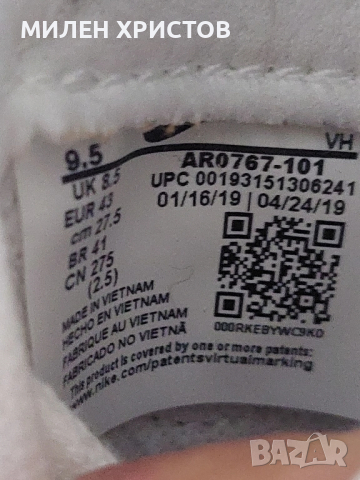 МИЛЕН ХРИСТОВ
VH
9.5
UK 8.5
EUR 43
cm 27.5
BR 41
CN 275
(2.5)
AR0767-101
UPC 00193151306241
01/16/19 | 04/24/19
000RKEBYWC9K0
MADE IN VIETNAM
HECHO EN VIETNAM
FABRIQUE AU VIETNAM
FABRICADO NO VIETNÃ
This product is covered by one or more patents:
www.nike.com/patentsvirtualmarking
BAZAR